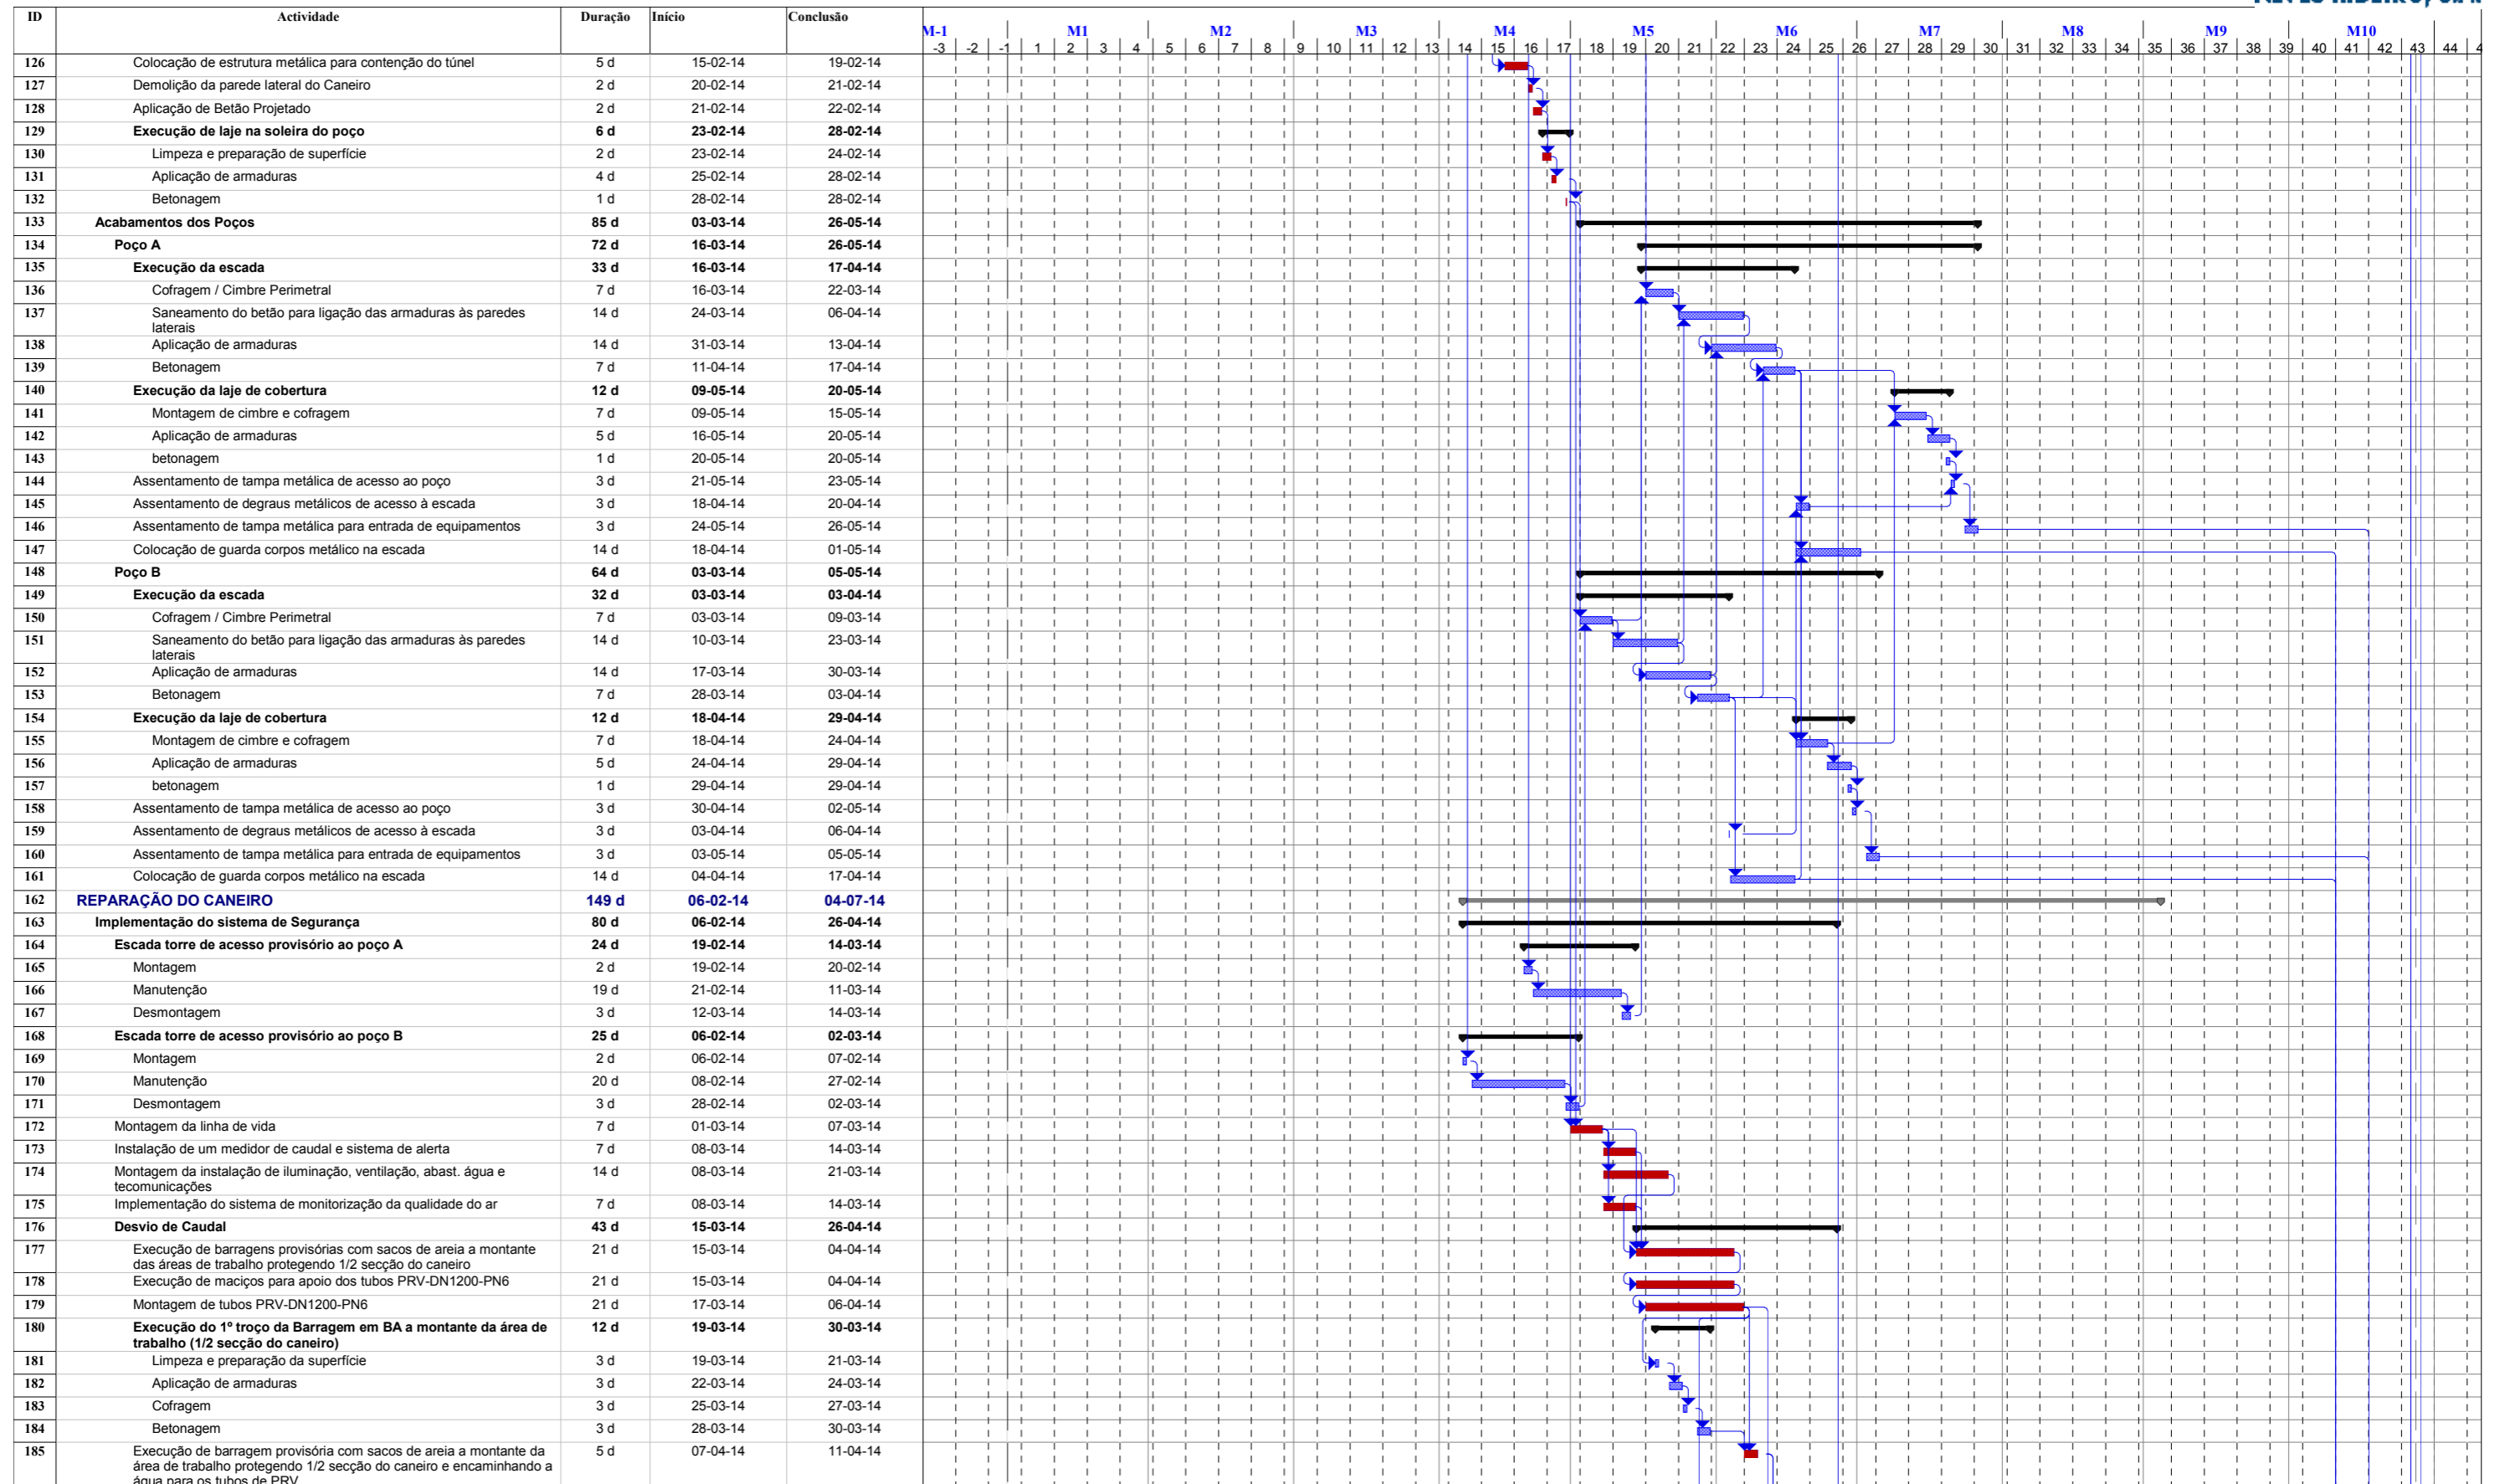 ID Actividade Duração Início Conclusão
M-1 M1 M2 M3 M4 M5 M6 M7 M8 M9 M10
-3 -2 -1 1 2 3 4 5 6 7 8 9 10 11 12 13 14 15 16 17 18 19 20 21 22 23 24 25 26 27 28 29 30 31 32 33 34 35 36 37 38 39 40 41 42 43 44
126 Colocação de estrutura metálica para contenção do túnel 5 d 15-02-14 19-02-14
127 Demolição da parede lateral do Caneiro 2 d 20-02-14 21-02-14
128 Aplicação de Betão Projetado 2 d 21-02-14 22-02-14
129 Execução de laje na soleira do poço 6 d 23-02-14 28-02-14
130 Limpeza e preparação de superfície 2 d 23-02-14 24-02-14
131 Aplicação de armaduras 4 d 25-02-14 28-02-14
132 Betonagem 1 d 28-02-14 28-02-14
133 Acabamentos dos Poços 85 d 03-03-14 26-05-14
134 Poço A 72 d 16-03-14 26-05-14
135 Execução da escada 33 d 16-03-14 17-04-14
136 Cofragem / Cimbre Perimetral 7 d 16-03-14 22-03-14
137 Saneamento do betão para ligação das armaduras às paredes 14 d 24-03-14 06-04-14
laterais
138 Aplicação de armaduras 14 d 31-03-14 13-04-14
139 Betonagem 7 d 11-04-14 17-04-14
140 Execução da laje de cobertura 12 d 09-05-14 20-05-14
141 Montagem de cimbre e cofragem 7 d 09-05-14 15-05-14
142 Aplicação de armaduras 5 d 16-05-14 20-05-14
143 betonagem 1 d 20-05-14 20-05-14
144 Assentamento de tampa metálica de acesso ao poço 3 d 21-05-14 23-05-14
145 Assentamento de degraus metálicos de acesso à escada 3 d 18-04-14 20-04-14
146 Assentamento de tampa metálica para entrada de equipamentos 3 d 24-05-14 26-05-14
147 Colocação de guarda corpos metálico na escada 14 d 18-04-14 01-05-14
148 Poço B 64 d 03-03-14 05-05-14
149 Execução da escada 32 d 03-03-14 03-04-14
150 Cofragem / Cimbre Perimetral 7 d 03-03-14 09-03-14
151 Saneamento do betão para ligação das armaduras às paredes 14 d 10-03-14 23-03-14
laterais
152 Aplicação de armaduras 14 d 17-03-14 30-03-14
153 Betonagem 7 d 28-03-14 03-04-14
154 Execução da laje de cobertura 12 d 18-04-14 29-04-14
155 Montagem de cimbre e cofragem 7 d 18-04-14 24-04-14
156 Aplicação de armaduras 5 d 24-04-14 29-04-14
157 betonagem 1 d 29-04-14 29-04-14
158 Assentamento de tampa metálica de acesso ao poço 3 d 30-04-14 02-05-14
159 Assentamento de degraus metálicos de acesso à escada 3 d 03-04-14 06-04-14
160 Assentamento de tampa metálica para entrada de equipamentos 3 d 03-05-14 05-05-14
161 Colocação de guarda corpos metálico na escada 14 d 04-04-14 17-04-14
162 REPARAÇÃO DO CANEIRO 149 d 06-02-14 04-07-14
163 Implementação do sistema de Segurança 80 d 06-02-14 26-04-14
164 Escada torre de acesso provisório ao poço A 24 d 19-02-14 14-03-14
165 Montagem 2 d 19-02-14 20-02-14
166 Manutenção 19 d 21-02-14 11-03-14
167 Desmontagem 3 d 12-03-14 14-03-14
168 Escada torre de acesso provisório ao poço B 25 d 06-02-14 02-03-14
169 Montagem 2 d 06-02-14 07-02-14
170 Manutenção 20 d 08-02-14 27-02-14
171 Desmontagem 3 d 28-02-14 02-03-14
172 Montagem da linha de vida 7 d 01-03-14 07-03-14
173 Instalação de um medidor de caudal e sistema de alerta 7 d 08-03-14 14-03-14
174 Montagem da instalação de iluminação, ventilação, abast. água e 14 d 08-03-14 21-03-14
tecomunicações
175 Implementação do sistema de monitorização da qualidade do ar 7 d 08-03-14 14-03-14
176 Desvio de Caudal 43 d 15-03-14 26-04-14
177 Execução de barragens provisórias com sacos de areia a montante 21 d 15-03-14 04-04-14
das áreas de trabalho protegendo 1/2 secção do caneiro
178 Execução de maciços para apoio dos tubos PRV-DN1200-PN6 21 d 15-03-14 04-04-14
179 Montagem de tubos PRV-DN1200-PN6 21 d 17-03-14 06-04-14
180 Execução do 1º troço da Barragem em BA a montante da área de 12 d 19-03-14 30-03-14
trabalho (1/2 secção do caneiro)
181 Limpeza e preparação da superfície 3 d 19-03-14 21-03-14
182 Aplicação de armaduras 3 d 22-03-14 24-03-14
183 Cofragem 3 d 25-03-14 27-03-14
184 Betonagem 3 d 28-03-14 30-03-14
185 Execução de barragem provisória com sacos de areia a montante da 5 d 07-04-14 11-04-14
área de trabalho protegendo 1/2 secção do caneiro e encaminhando a
água para os tubos de PRV